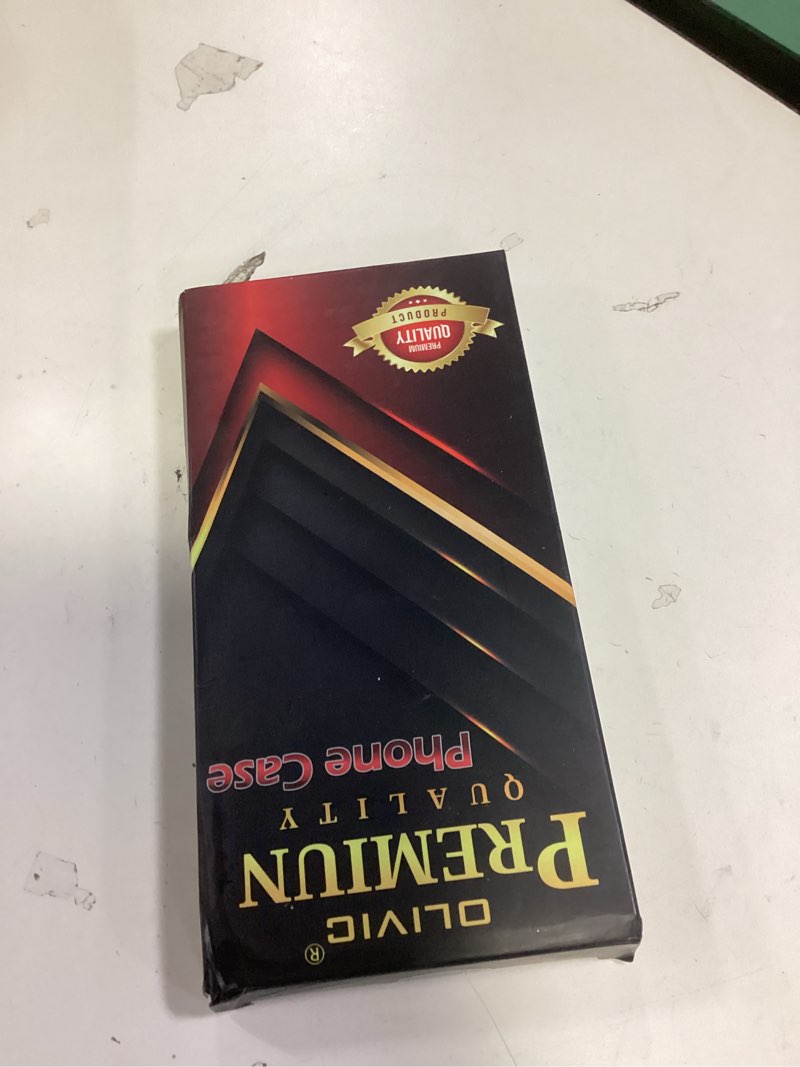 OLIVIC ®
PREMIUN
QUALITY
Phone Case
PREMIUM
QUALITY
PRODUCT